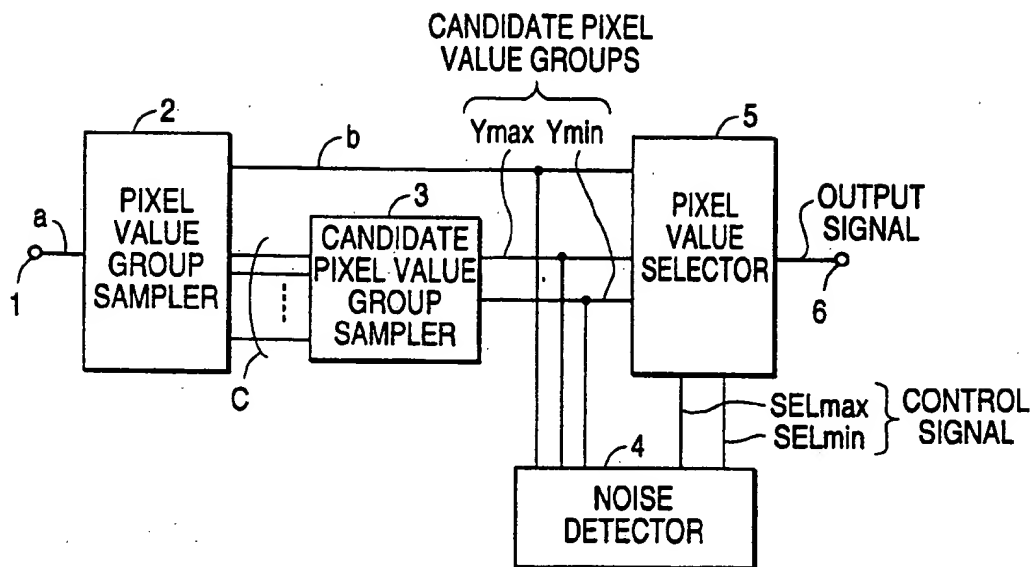 CANDIDATE PIXEL
VALUE GROUPS
Ymax Ymin
2
b
5
a
PIXEL
VALUE
GROUP
SAMPLER
3
CANDIDATE
PIXEL VALUE
GROUP
SAMPLER
PIXEL
VALUE
SELECTOR
OUTPUT
SIGNAL
1
6
C
SELmax
SELmin
CONTROL
SIGNAL
4
NOISE
DETECTOR